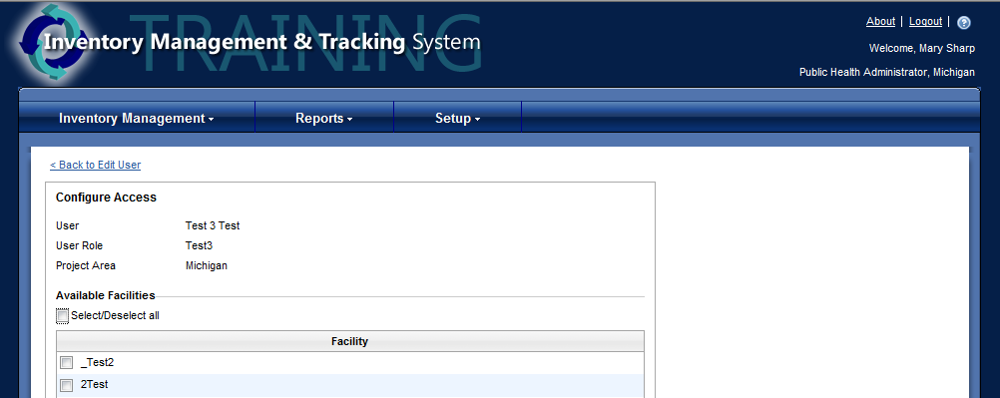 TRAINING
Inventory Management & Tracking System
About | Logout | ?
Welcome, Mary Sharp
Public Health Administrator, Michigan
Inventory Management Reports Setup
< Back to Edit User
Configure Access
User Test 3 Test
User Role Test3
Project Area Michigan
Available Facilities
Select/Deselect all
Facility
_Test2
2Test